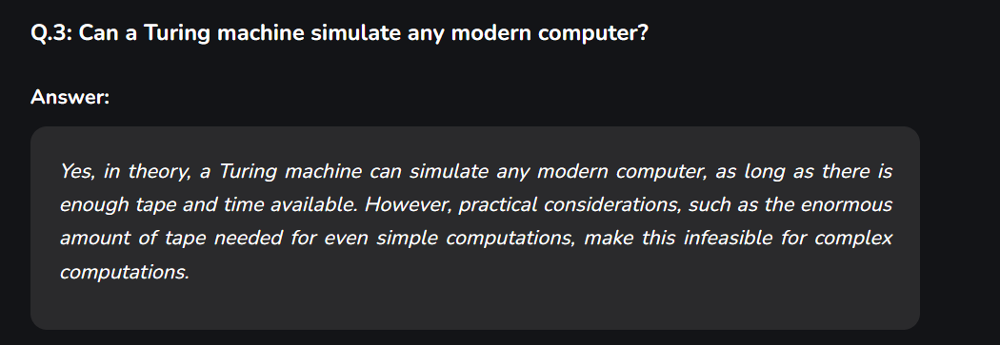 Q.3: Can a Turing machine simulate any modern computer?
Answer:
Yes, in theory, a Turing machine can simulate any modern computer, as long as there is
enough tape and time available. However, practical considerations, such as the enormous
amount of tape needed for even simple computations, make this infeasible for complex
computations.